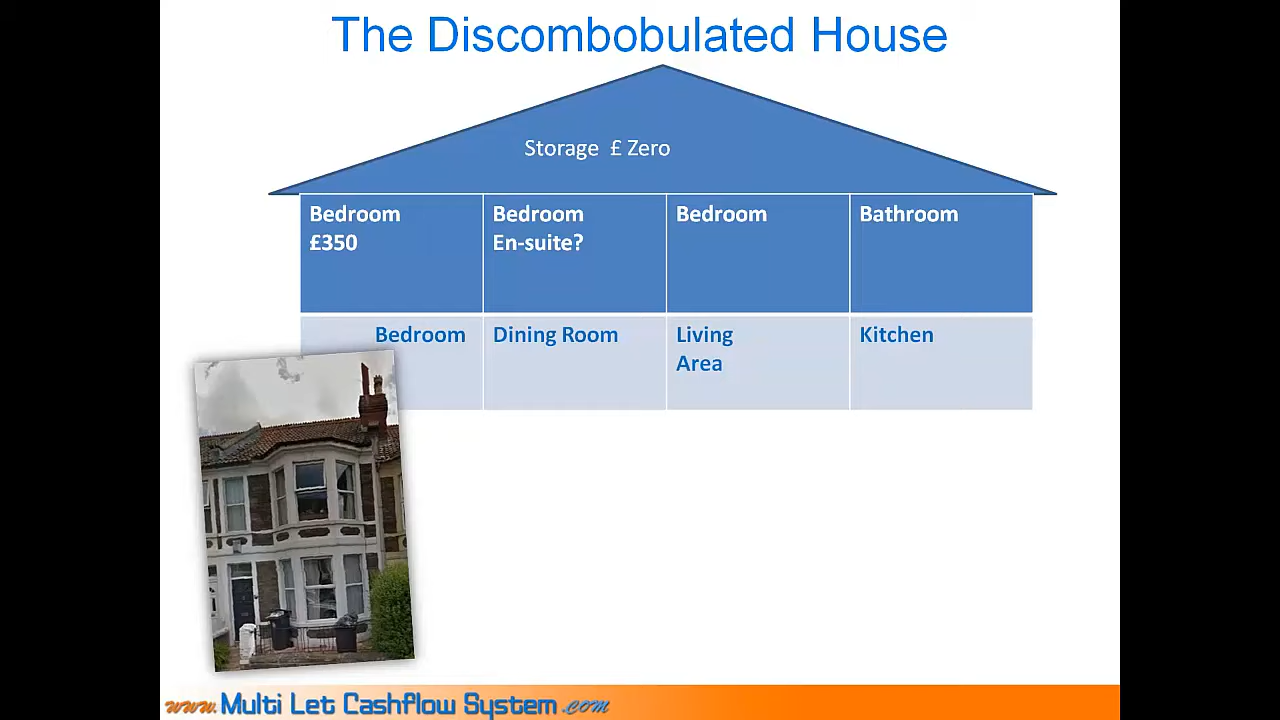 The Discombobulated House
Storage £ Zero
Bedroom
£350
Bedroom
En-suite?
Bedroom
Bathroom
Bedroom
Dining Room
Living
Area
Kitchen
www.Multi Let Cashflow System.com